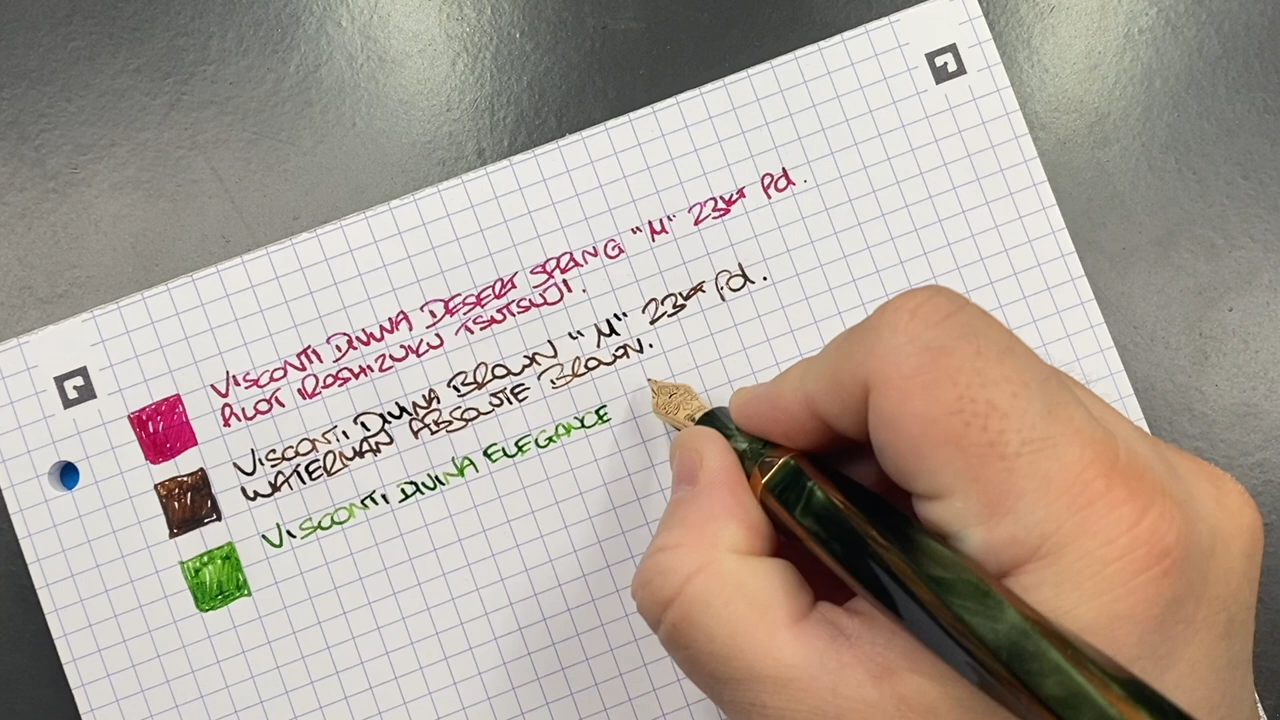 VISCONTI DIVINA DESERT SPRING "M" 23kt Pd.
PILOT IROSHIZUKU TSUTSUJI.
VISCONTI DIVINA BROWN "M" 23kt Pd.
WATERMAN ABSOLUTE BROWN.
VISCONTI DIVINA ELEGANCE